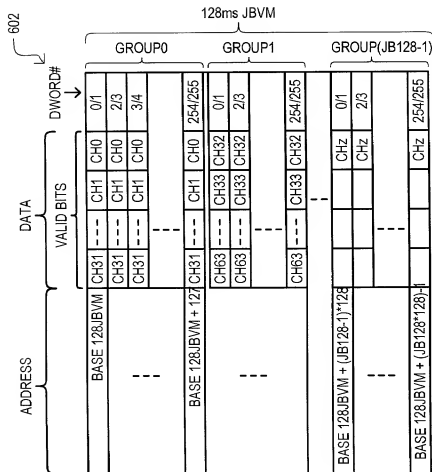 602
128ms JBVM
GROUP0
GROUP1
GROUP(JB128-1)
DWORD#
0/1
2/3
3/4
254/255
0/1
2/3
254/255
0/1
2/3
254/255
DATA
VALID BITS
CH0
CH0
CH0
CH0
CH32
CH32
CH32
CHz
CHz
CHz
CH1
CH1
CH1
CH1
CH33
CH33
CH33
CH31
CH31
CH31
CH31
CH63
CH63
CH63
ADDRESS
BASE 128JBVM
BASE 128JBVM + 127
BASE 128JBVM + (JB128-1)*128
BASE 128JBVM + (JB128*128)-1